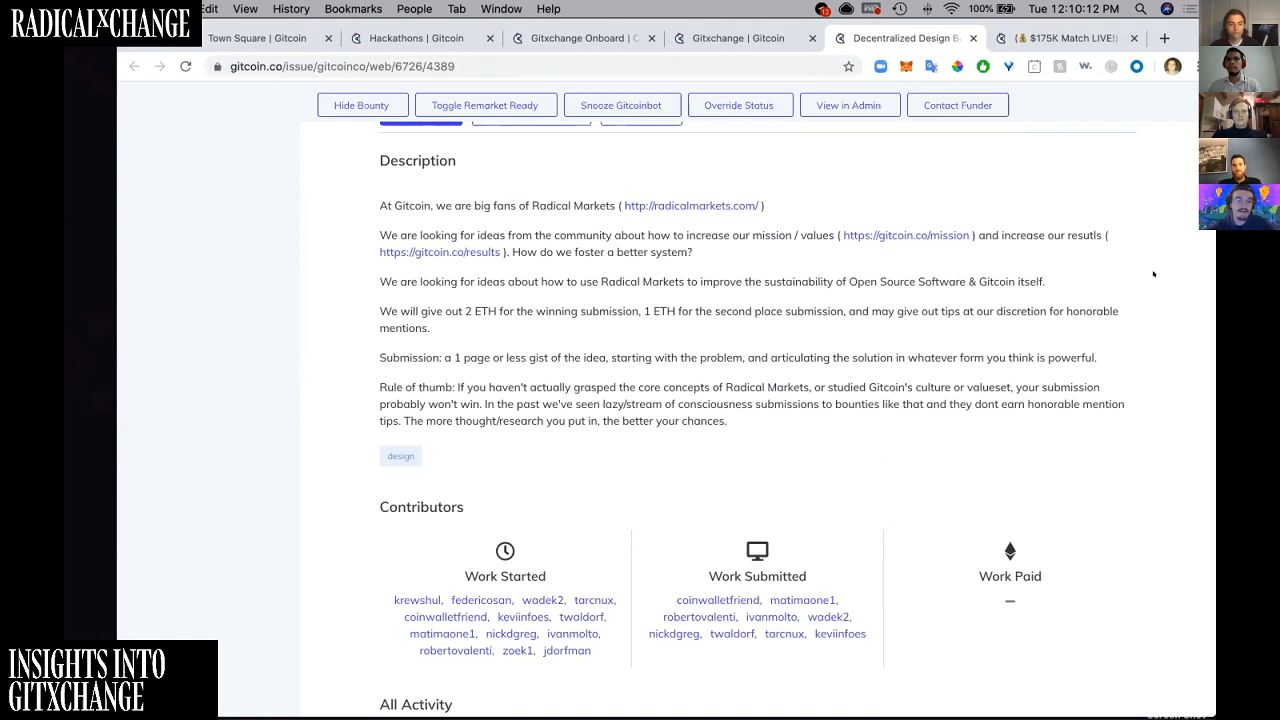 RADICALXCHANGE
Edit View History Bookmarks People Tab Window Help
12
100% Tue 12:10:12 PM
Town Square | Gitcoin
Hackathons | Gitcoin
Gitxchange Onboard | G
Gitxchange | Gitcoin
Decentralized Design B
(💰 $175K Match LIVE!)
gitcoin.co/issue/gitcoinco/web/6726/4389
Hide Bounty
Toggle Remarket Ready
Snooze Gitcoinbot
Override Status
View in Admin
Contact Funder
Description
At Gitcoin, we are big fans of Radical Markets ( http://radicalmarkets.com/ )
We are looking for ideas from the community about how to increase our mission / values ( https://gitcoin.co/mission ) and increase our resutls (
https://gitcoin.co/results ). How do we foster a better system?
We are looking for ideas about how to use Radical Markets to improve the sustainability of Open Source Software & Gitcoin itself.
We will give out 2 ETH for the winning submission, 1 ETH for the second place submission, and may give out tips at our discretion for honorable
mentions.
Submission: a 1 page or less gist of the idea, starting with the problem, and articulating the solution in whatever form you think is powerful.
Rule of thumb: If you haven't actually grasped the core concepts of Radical Markets, or studied Gitcoin's culture or valueset, your submission
probably won't win. In the past we've seen lazy/stream of consciousness submissions to bounties like that and they dont earn honorable mention
tips. The more thought/research you put in, the better your chances.
design
Contributors
Work Started
krewshul, federicosan, wadek2, tarcnux,
coinwalletfriend, keviinfoes, twaldorf,
matimaone1, nickdgreg, ivanmolto,
robertovalenti, zoek1, jdorfman
Work Submitted
coinwalletfriend, matimaone1,
robertovalenti, ivanmolto, wadek2,
nickdgreg, twaldorf, tarcnux, keviinfoes
Work Paid
—
All Activity
INSIGHTS INTO
GITXCHANGE